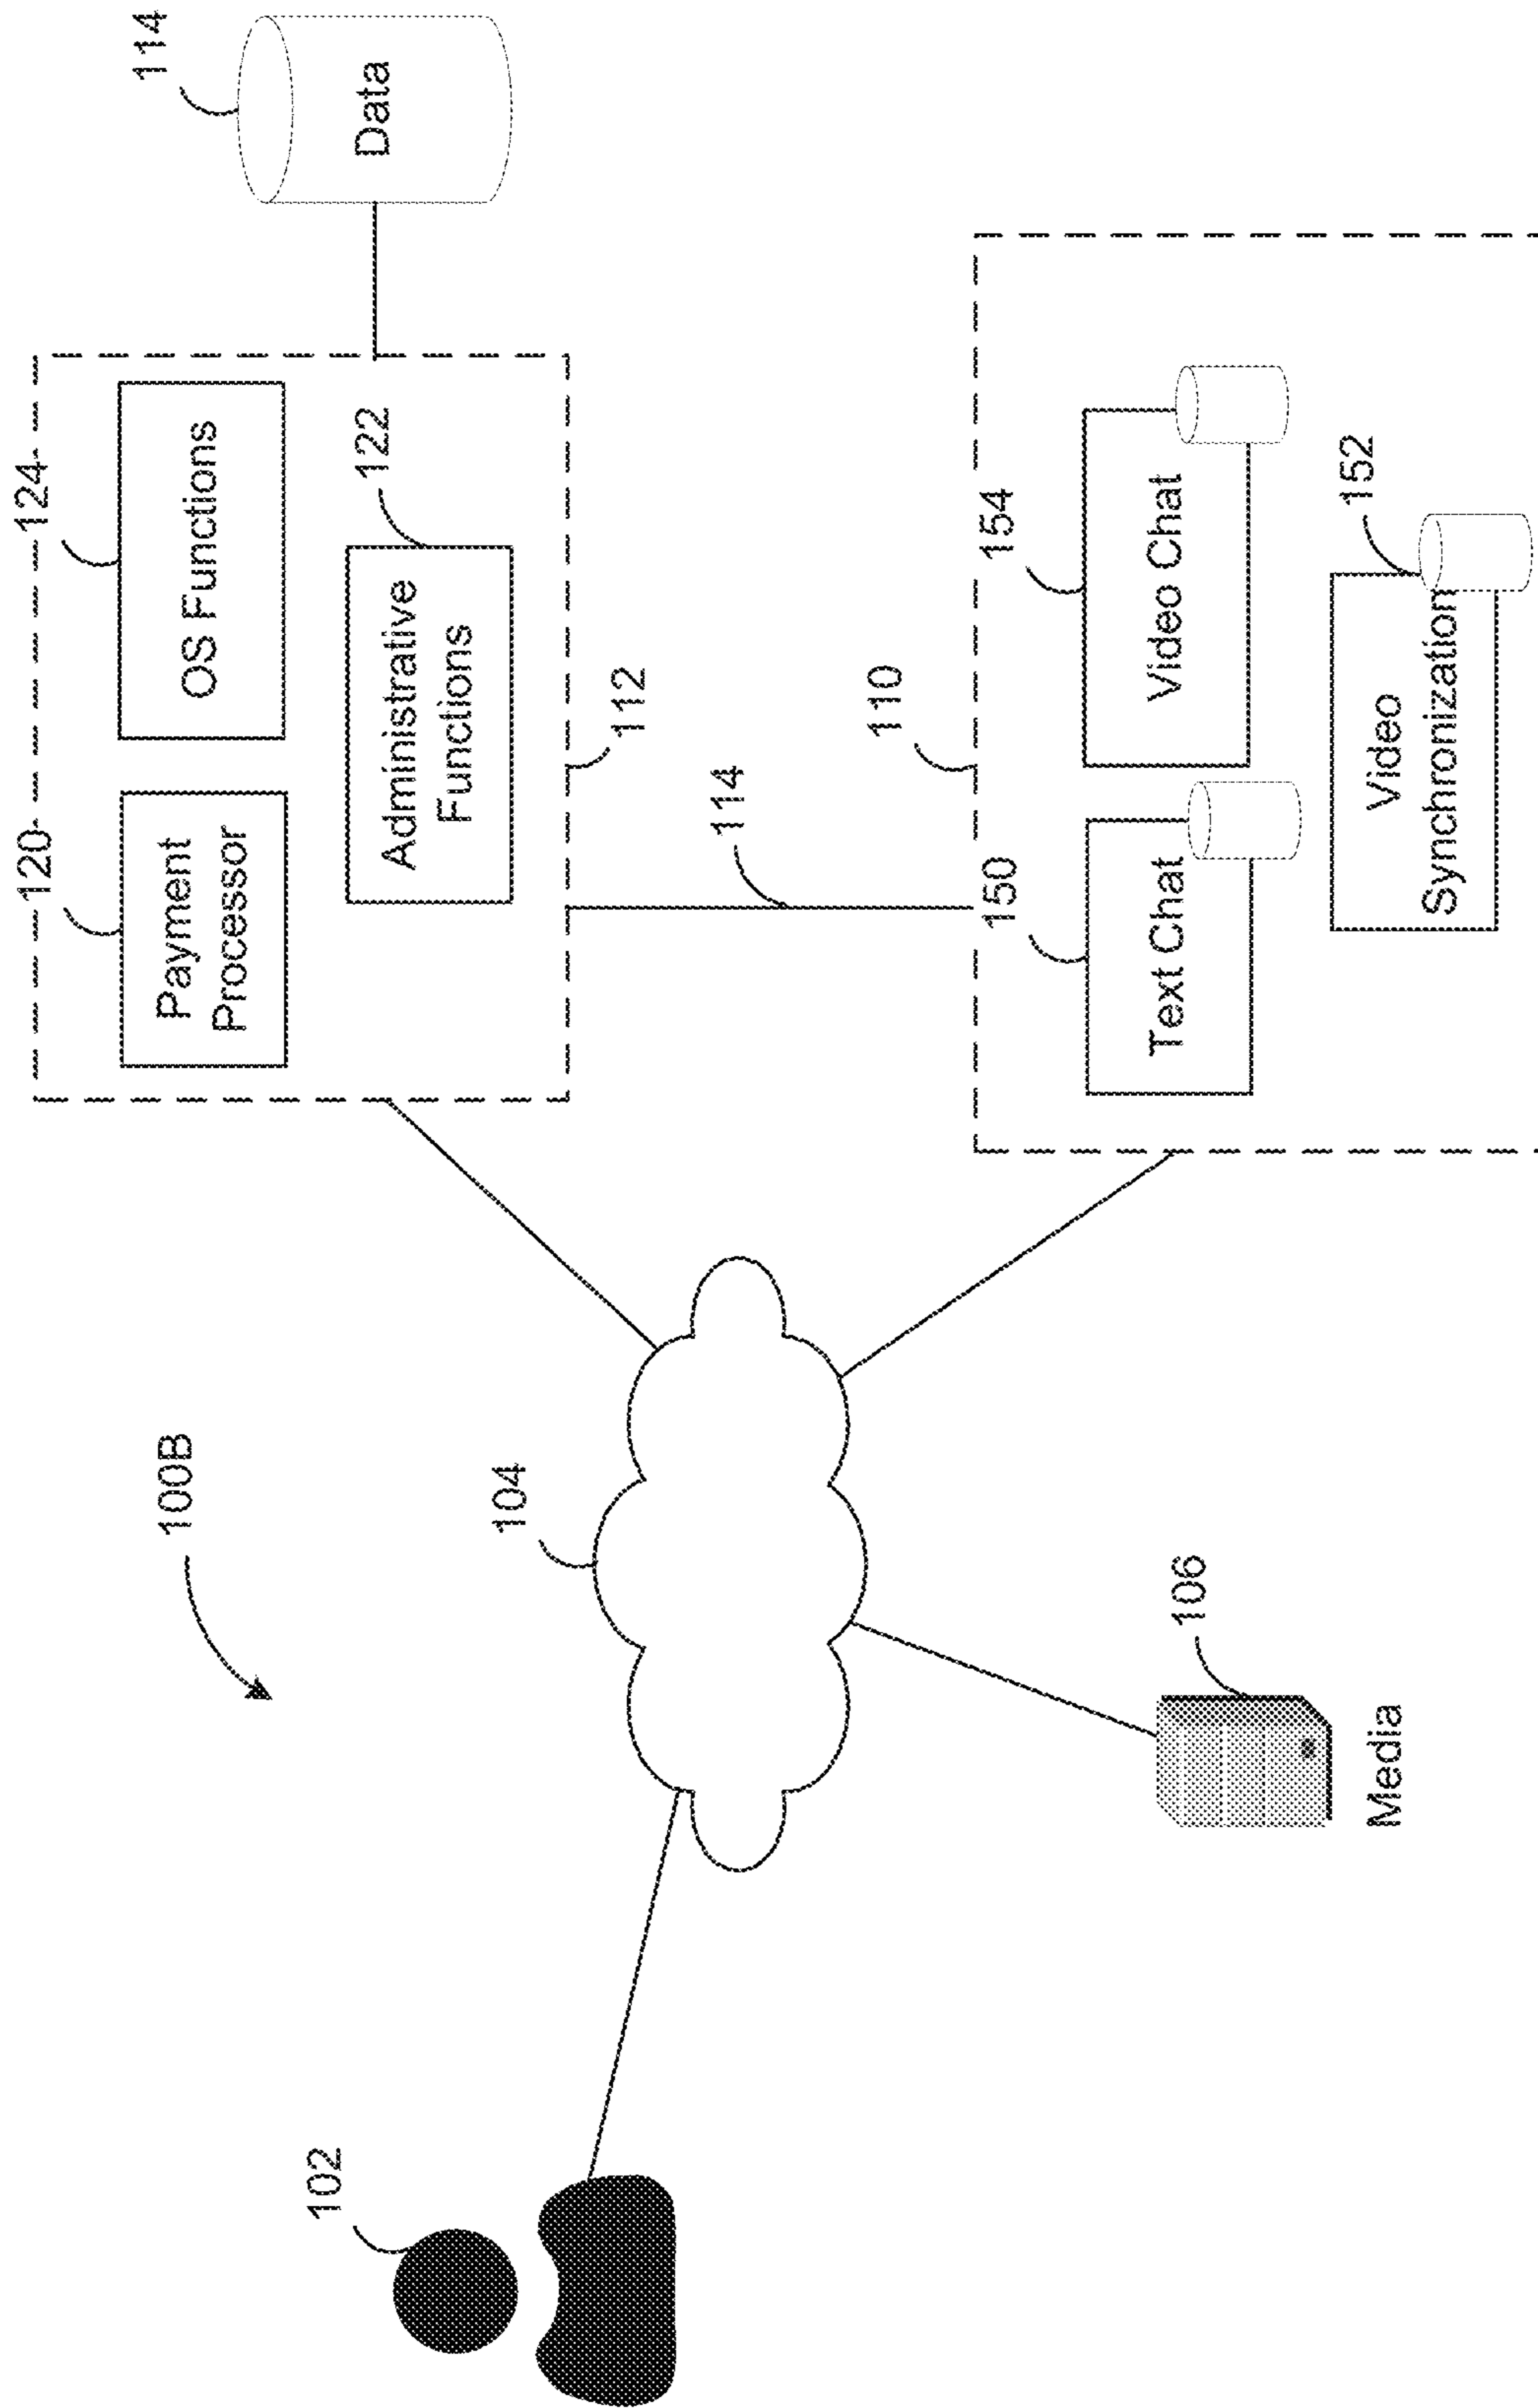 100B
102
104
106
Media
120
124
114
Payment
Processor
OS Functions
Data
122
Administrative
Functions
112
114
110
150
154
Text Chat
Video Chat
152
Video
Synchronization